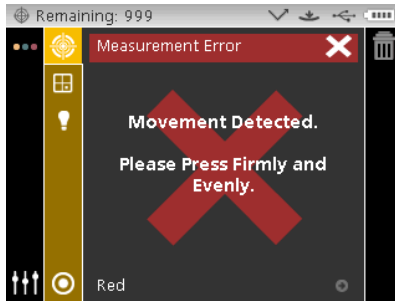 Remaining: 999
Measurement Error
Movement Detected.
Please Press Firmly and
Evenly.
Red